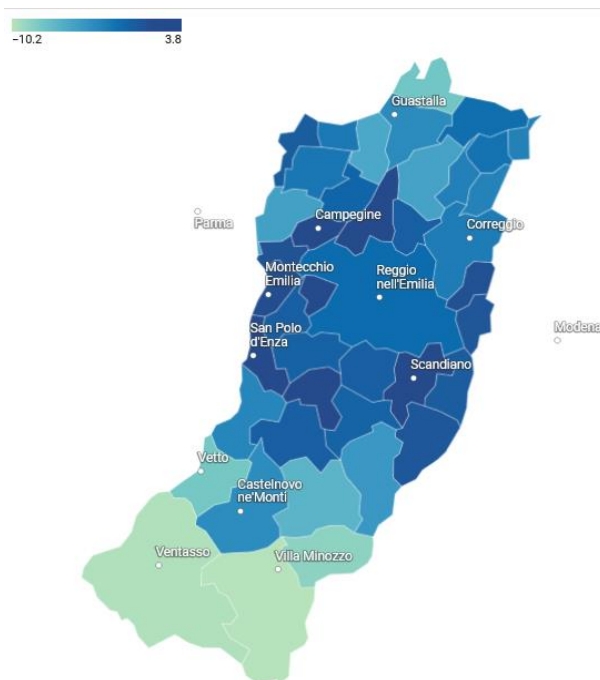 −10.2
3.8
Guastalla
Parma
Campegine
Correggio
Montecchio
Emilia
Reggio
nell'Emilia
San Polo
d'Enza
Modena
Scandiano
Vetto
Castelnovo
ne'Monti
Ventasso
Villa Minozzo